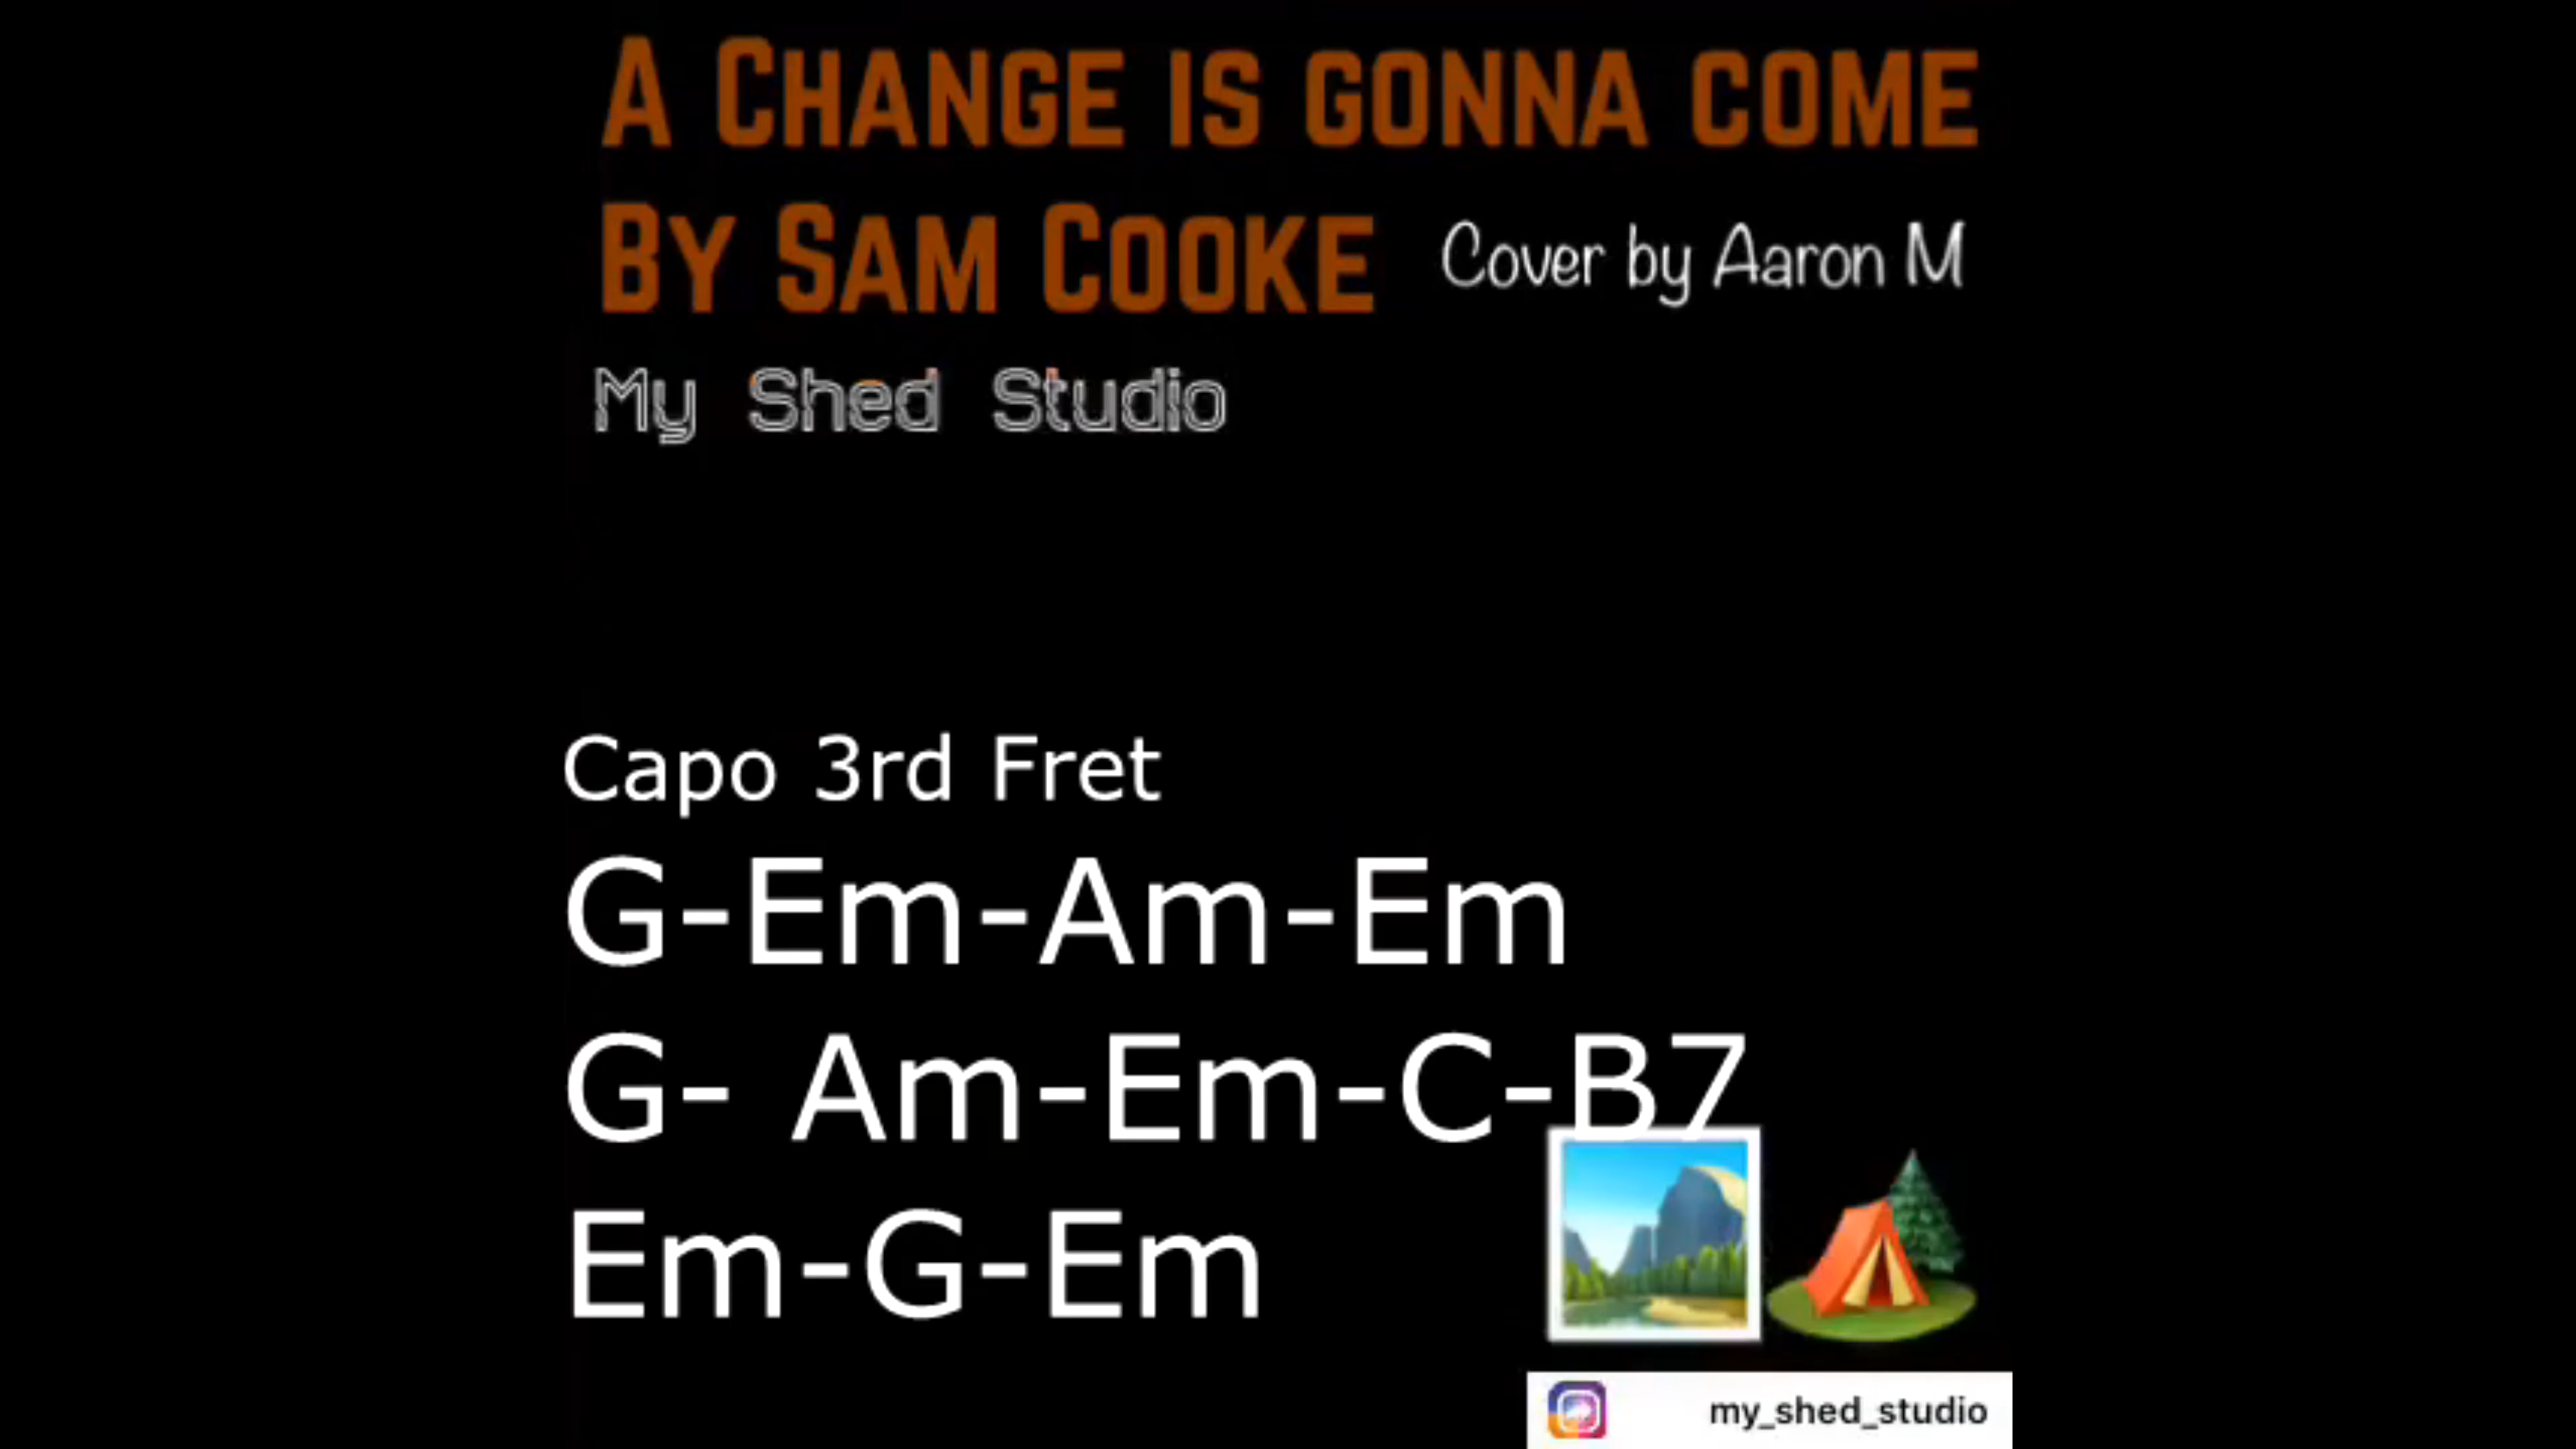 A CHANGE IS GONNA COME
BY SAM COOKE Cover by Aaron M
My Shed Studio
Capo 3rd Fret
G-Em-Am-Em
G- Am-Em-C-B7
Em-G-Em
my_shed_studio